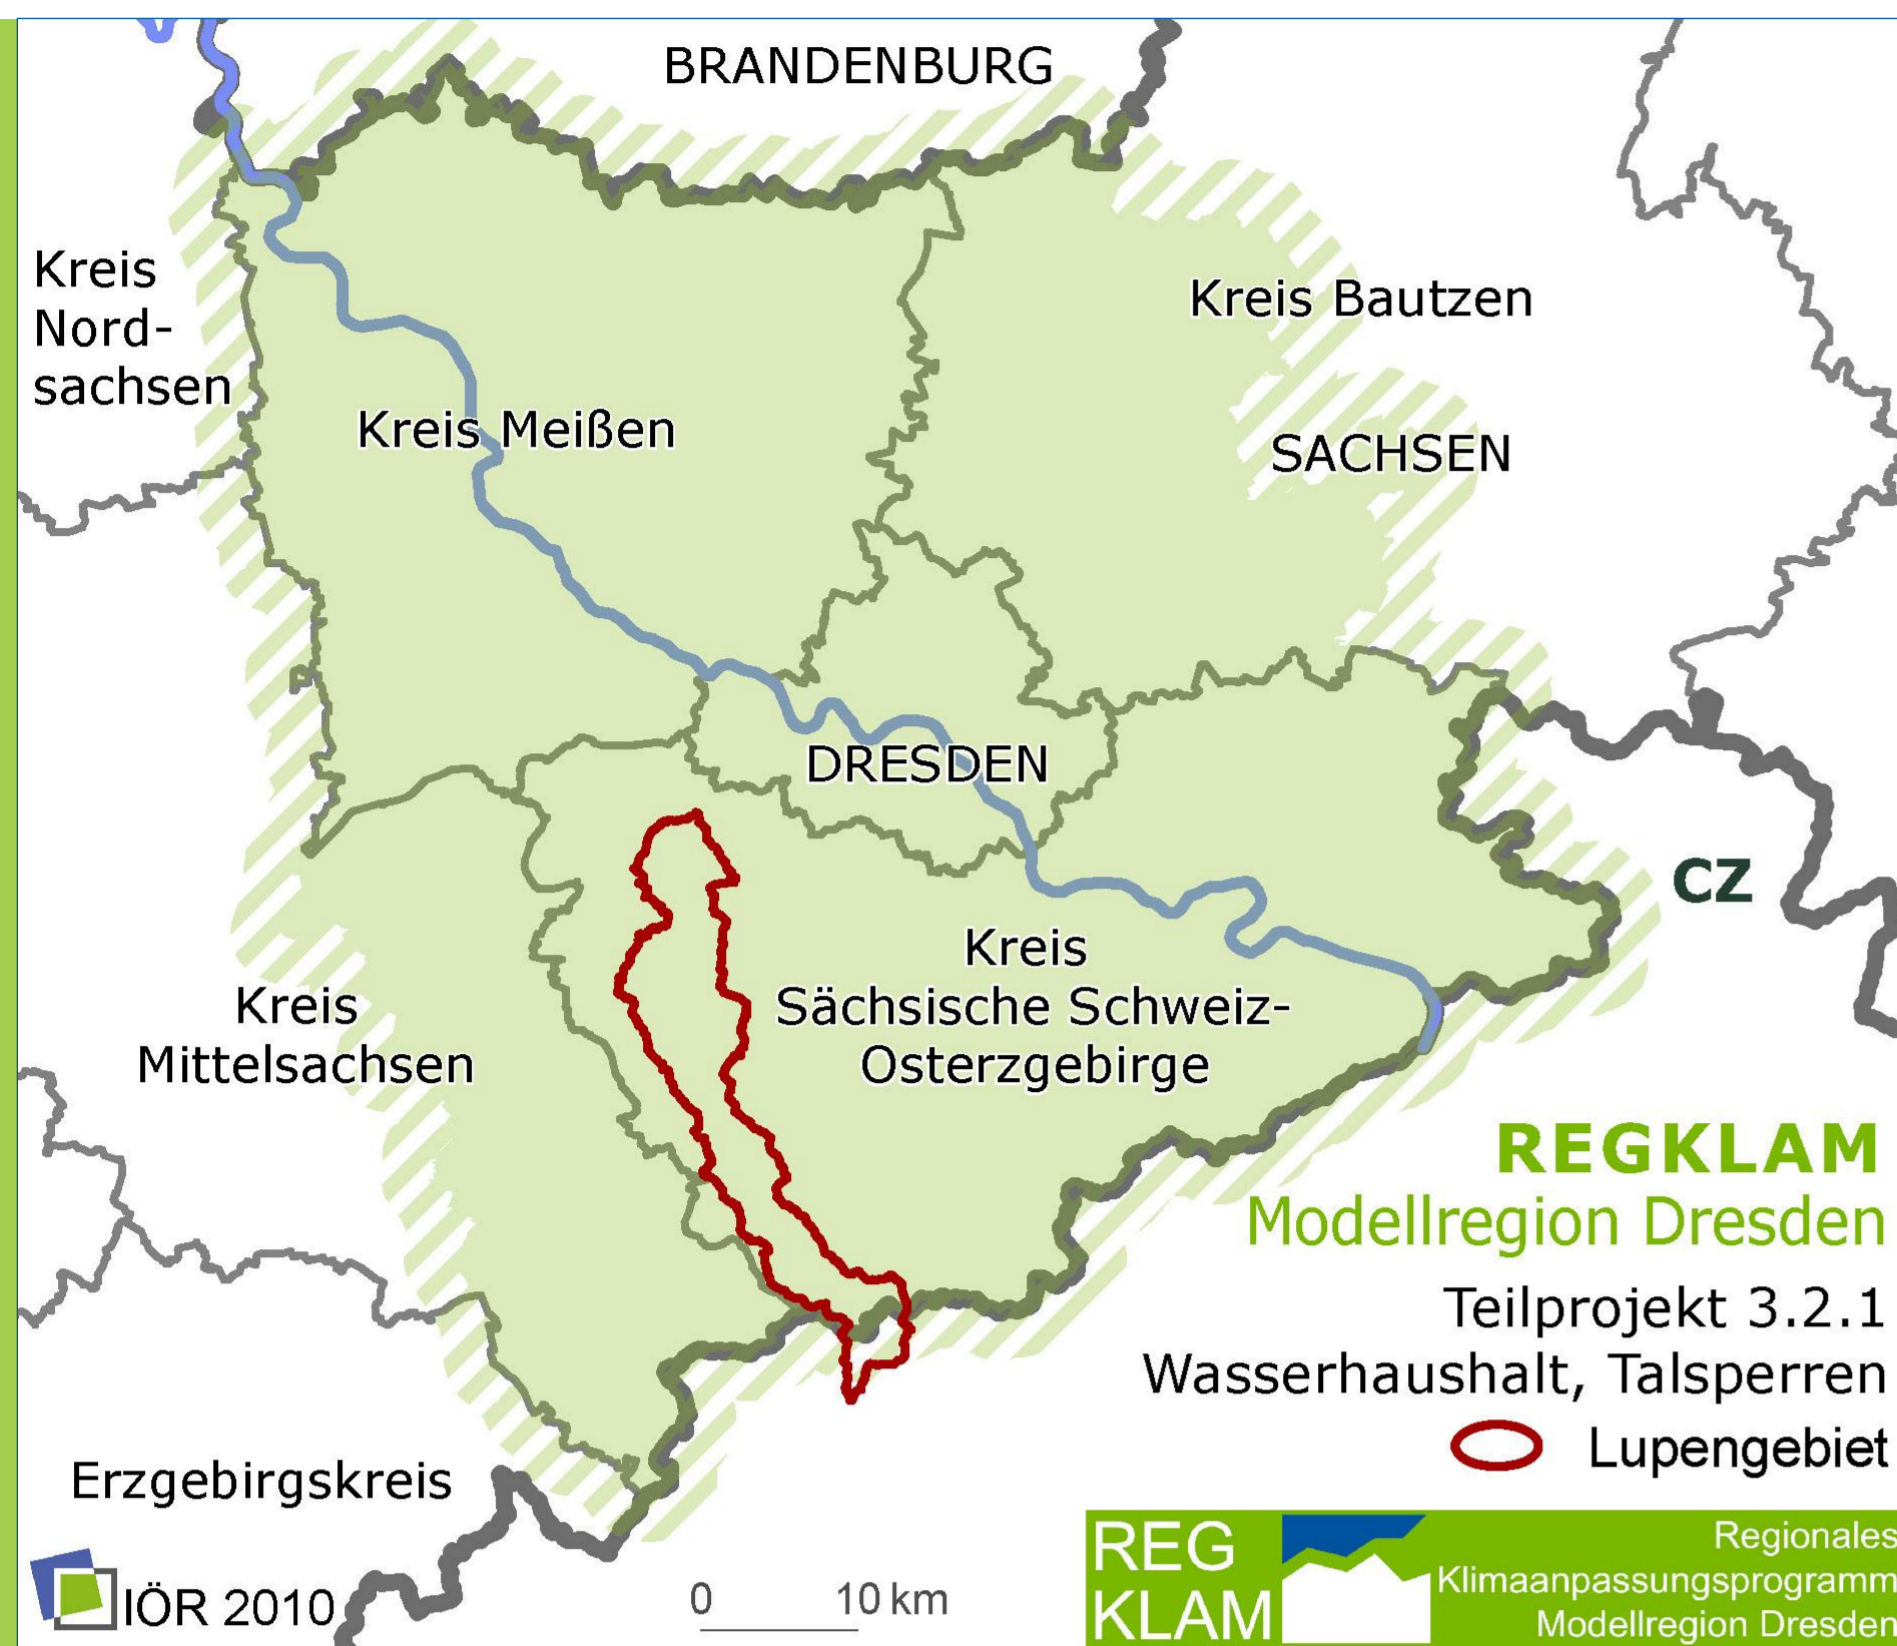 BRANDENBURG
Kreis
Nord-
sachsen
Kreis Bautzen
Kreis Meißen
SACHSEN
DRESDEN
CZ
Kreis
Sächsische Schweiz-
Osterzgebirge
Kreis
Mittelsachsen
REGKLAM
Modellregion Dresden
Teilprojekt 3.2.1
Wasserhaushalt, Talsperren
Lupengebiet
Erzgebirgskreis
IÖR 2010
0 10 km
REG
KLAM
Regionales
Klimaanpassungsprogramm
Modellregion Dresden